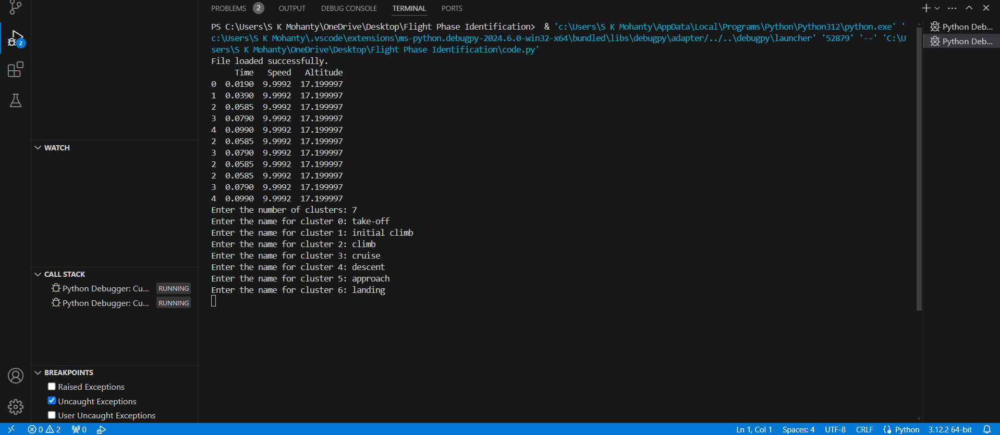 PROBLEMS 2 OUTPUT DEBUG CONSOLE TERMINAL PORTS
PS C:\Users\S K Mohanty\OneDrive\Desktop\Flight Phase Identification>  & 'c:\Users\S K Mohanty\AppData\Local\Programs\Python\Python312\python.exe' '
c:\Users\S K Mohanty\.vscode\extensions\ms-python.debugpy-2024.6.0-win32-x64\bundled\libs\debugpy\adapter/../..\debugpy\launcher' '52879' '--' 'C:\U
sers\S K Mohanty\OneDrive\Desktop\Flight Phase Identification\code.py'
File loaded successfully.
Time Speed Altitude
0 0.0190 9.9992 17.199997
1 0.0390 9.9992 17.199997
2 0.0585 9.9992 17.199997
3 0.0790 9.9992 17.199997
4 0.0990 9.9992 17.199997
2 0.0585 9.9992 17.199997
3 0.0790 9.9992 17.199997
2 0.0585 9.9992 17.199997
2 0.0585 9.9992 17.199997
3 0.0790 9.9992 17.199997
4 0.0990 9.9992 17.199997
Enter the number of clusters: 7
Enter the name for cluster 0: take-off
Enter the name for cluster 1: initial climb
Enter the name for cluster 2: climb
Enter the name for cluster 3: cruise
Enter the name for cluster 4: descent
Enter the name for cluster 5: approach
Enter the name for cluster 6: landing
Python Deb...
Python Deb...
2
WATCH
CALL STACK
Python Debugger: Cu... RUNNING
Python Debugger: Cu... RUNNING
BREAKPOINTS
Raised Exceptions
Uncaught Exceptions
User Uncaught Exceptions
0 2 0 Ln 1, Col 1 Spaces: 4 UTF-8 CRLF Python 3.12.2 64-bit